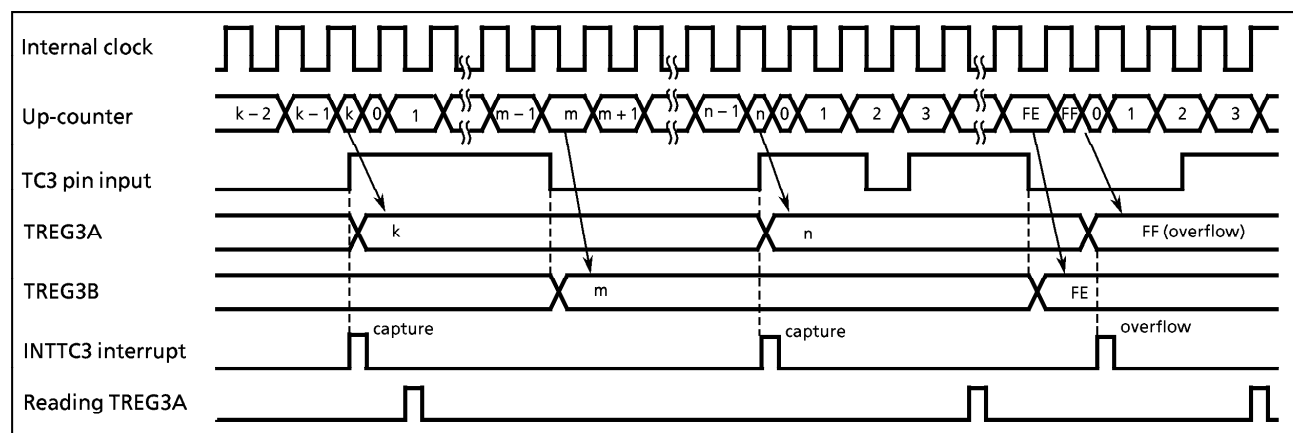 Internal clock
Up-counter k – 2 k – 1 k 0 1 m – 1 m m + 1 n – 1 n 0 1 2 3 FE FF 0 1 2 3
TC3 pin input
TREG3A k n FF (overflow)
TREG3B m FE
INTTC3 interrupt capture capture overflow
Reading TREG3A